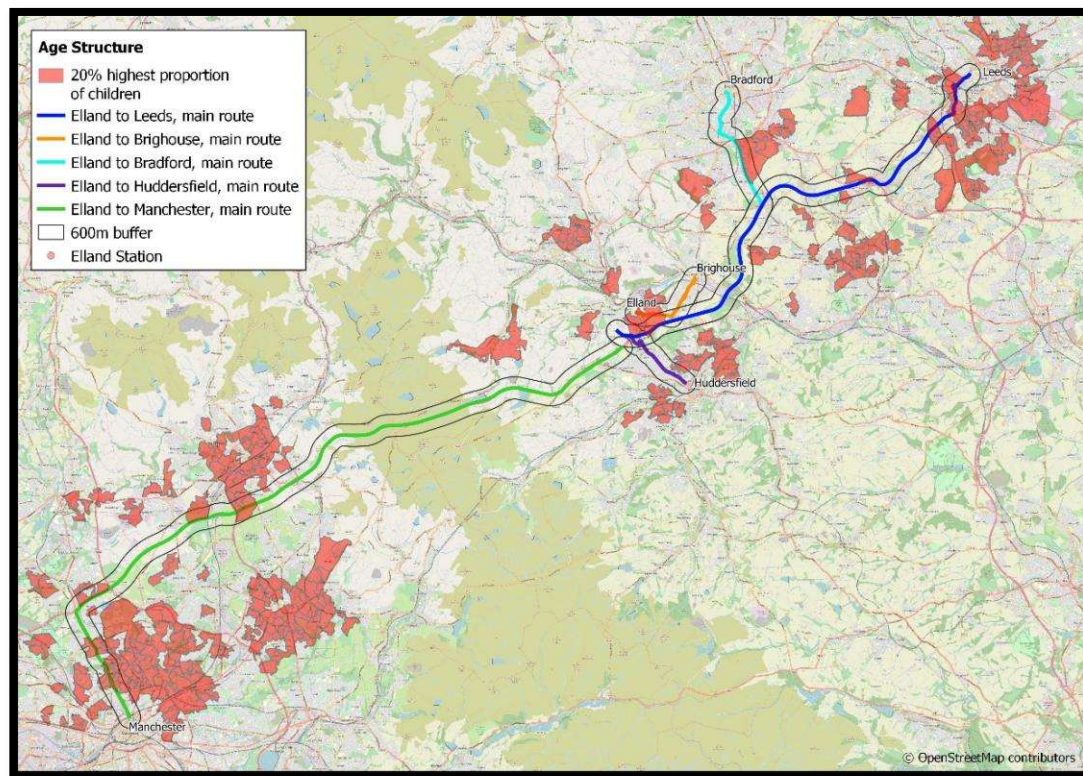 Age Structure
20% highest proportion
of children
Elland to Leeds, main route
Elland to Brighouse, main route
Elland to Bradford, main route
Elland to Huddersfield, main route
Elland to Manchester, main route
600m buffer
Elland Station
Leeds
Bradford
Brighouse
Elland
Huddersfield
Manchester
© OpenStreetMap contributors